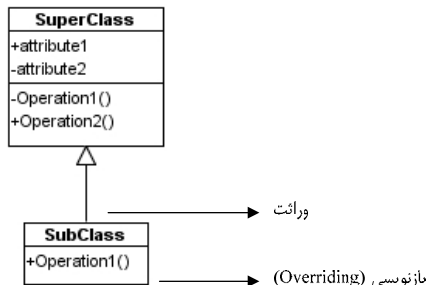 SuperClass
+attribute1
-attribute2
-Operation1()
+Operation2()
وراثت
SubClass
+Operation1()
بازنویسی (Overriding)